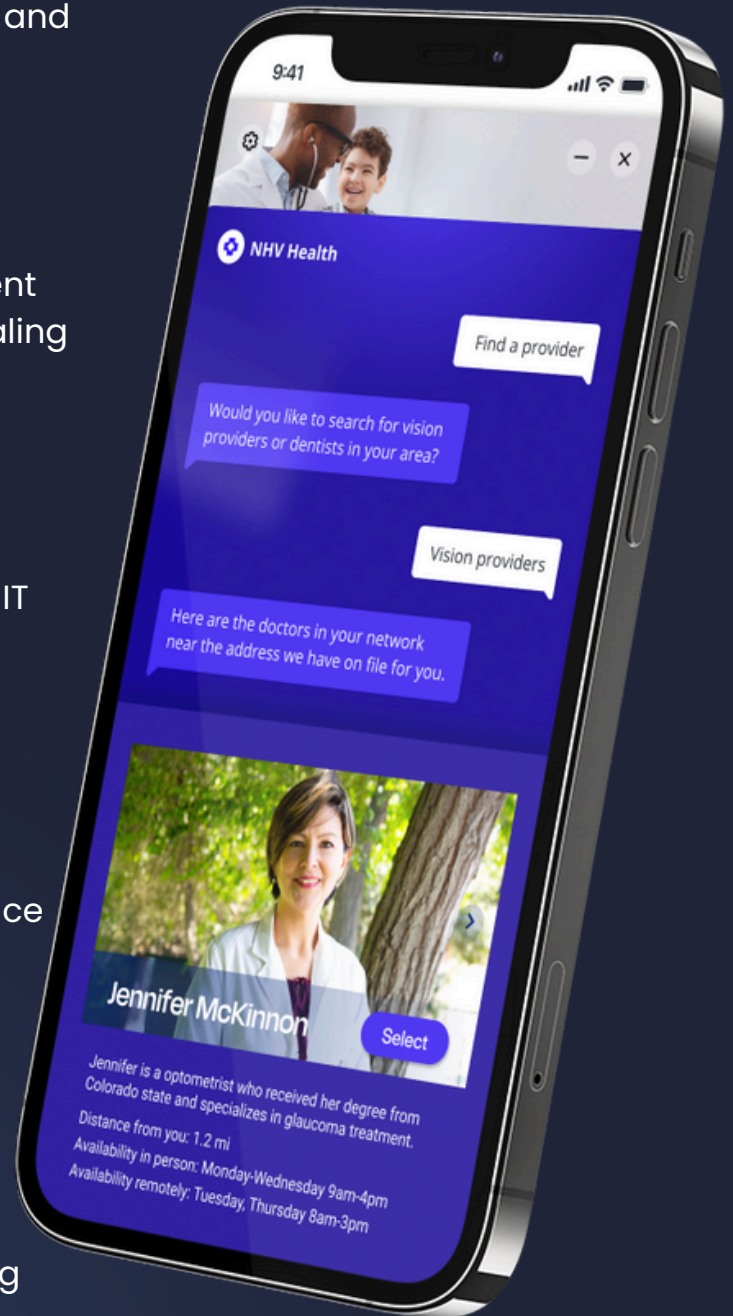 and
ent
aling
IT
ce
g
9:41
NHV Health
Find a provider
Would you like to search for vision
providers or dentists in your area?
Vision providers
Here are the doctors in your network
near the address we have on file for you.
Jennifer McKinnon
Select
Jennifer is a optometrist who received her degree from
Colorado state and specializes in glaucoma treatment.
Distance from you: 1.2 mi
Availability in person: Monday-Wednesday 9am-4pm
Availability remotely: Tuesday, Thursday 8am-3pm